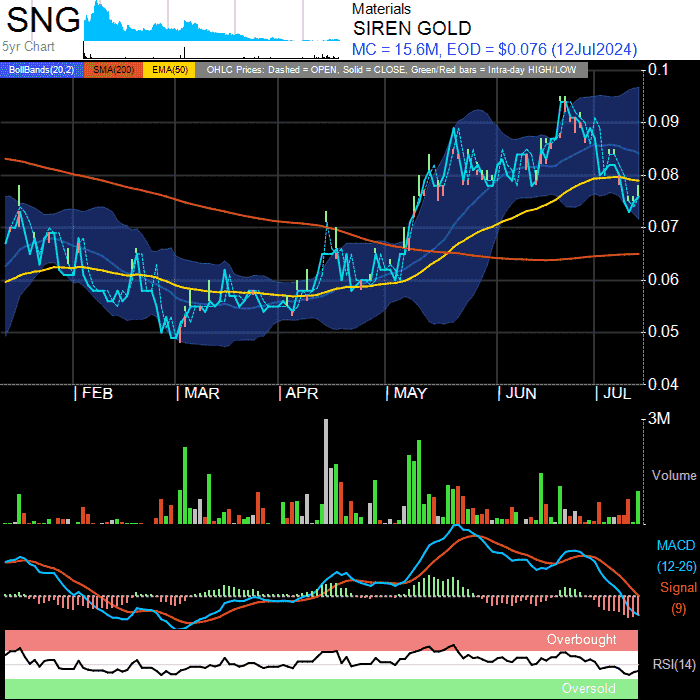 SNG
5yr Chart
Materials
SIREN GOLD
MC = 15.6M, EOD = $0.076 (12Jul2024)
BollBands(20,2) SMA(200) EMA(50) OHLC Prices: Dashed = OPEN, Solid = CLOSE, Green/Red bars = Intra-day HIGH/LOW
0.1
0.09
0.08
0.07
0.06
0.05
0.04
| FEB | MAR | APR | MAY | JUN | JUL
3M
Volume
MACD
(12-26)
Signal
(9)
Overbought
RSI(14)
Oversold